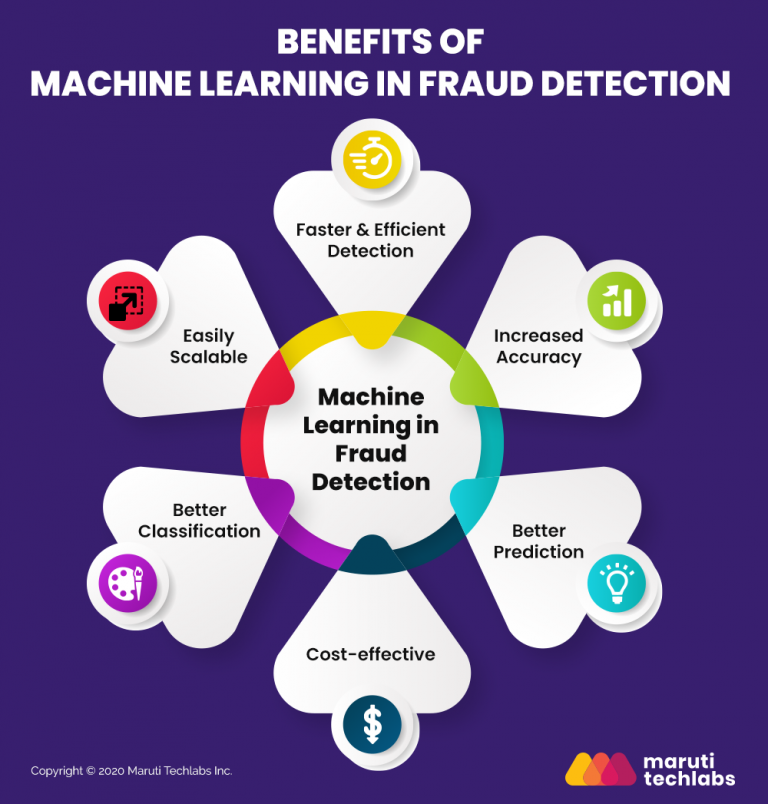 BENEFITS OF
MACHINE LEARNING IN FRAUD DETECTION
Faster & Efficient
Detection
Increased
Accuracy
Better
Prediction
Cost-effective
Better
Classification
Easily
Scalable
Machine
Learning in
Fraud
Detection
Copyright © 2020 Maruti Techlabs Inc.
maruti
techlabs